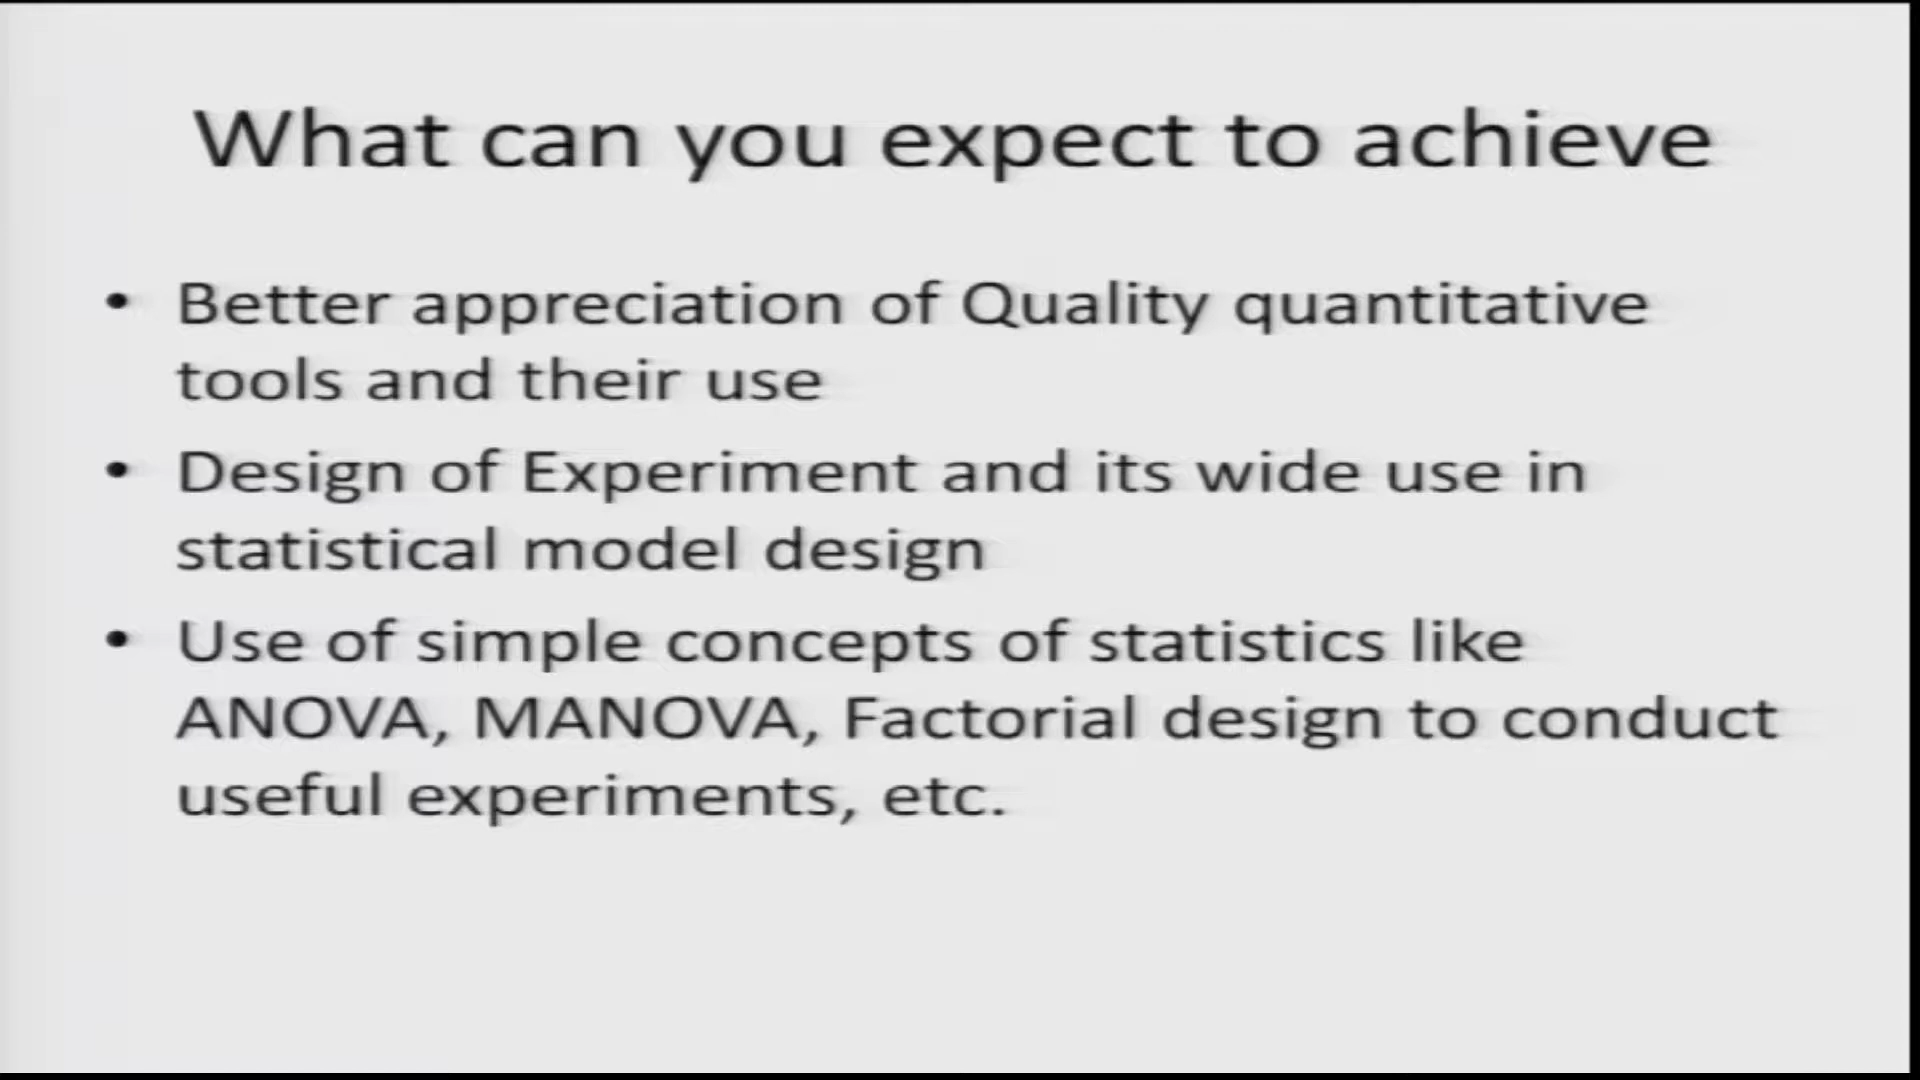 What can you expect to achieve
• Better appreciation of Quality quantitative
tools and their use
• Design of Experiment and its wide use in
statistical model design
• Use of simple concepts of statistics like
ANOVA, MANOVA, Factorial design to conduct
useful experiments, etc.